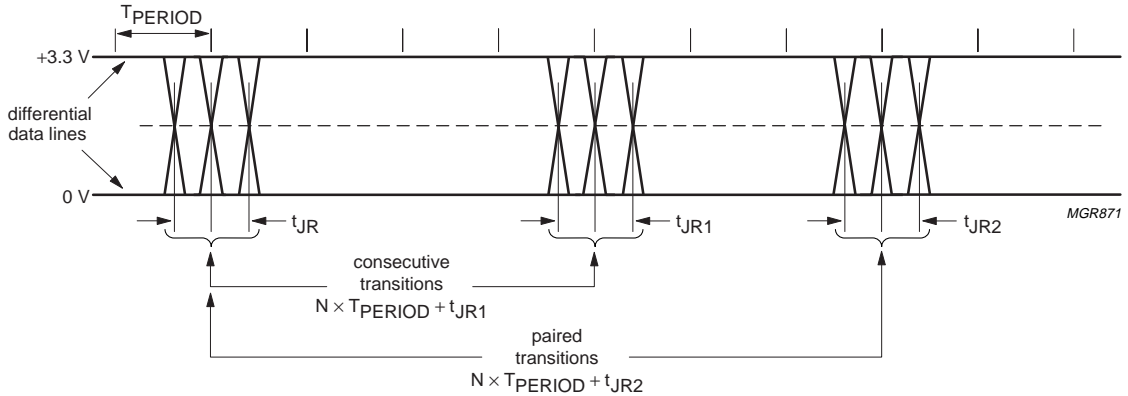 TPERIOD
+3.3 V
differential
data lines
0 V
tJR
tJR1
tJR2
MGR871
consecutive
transitions
N × TPERIOD + tJR1
paired
transitions
N × TPERIOD + tJR2